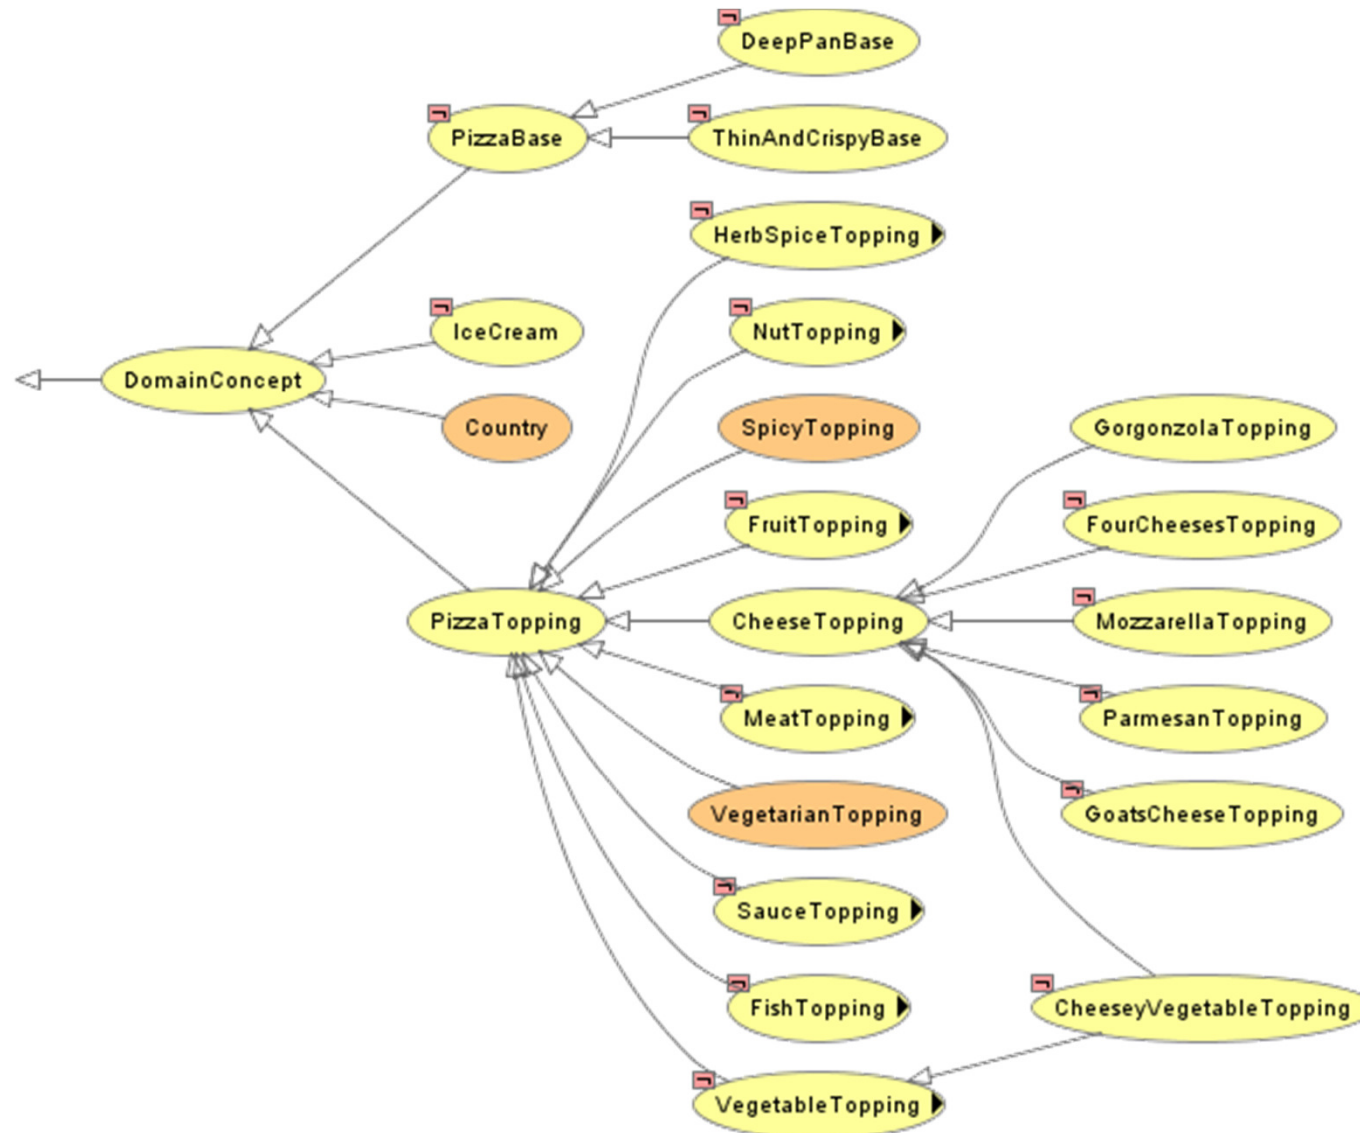 DeepPanBase
PizzaBase
ThinAndCrispyBase
HerbSpiceTopping
IceCream
NutTopping
DomainConcept
Country
SpicyTopping
GorgonzolaTopping
FruitTopping
FourCheesesTopping
PizzaTopping
CheeseTopping
MozzarellaTopping
MeatTopping
ParmesanTopping
VegetarianTopping
GoatsCheeseTopping
SauceTopping
FishTopping
CheeseyVegetableTopping
VegetableTopping